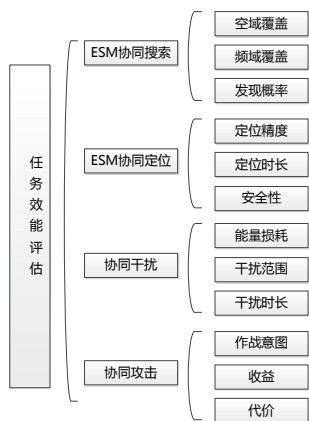 任务效能评估
ESM协同搜索
空域覆盖
频域覆盖
发现概率
ESM协同定位
定位精度
定位时长
安全性
协同干扰
能量损耗
干扰范围
干扰时长
协同攻击
作战意图
收益
代价